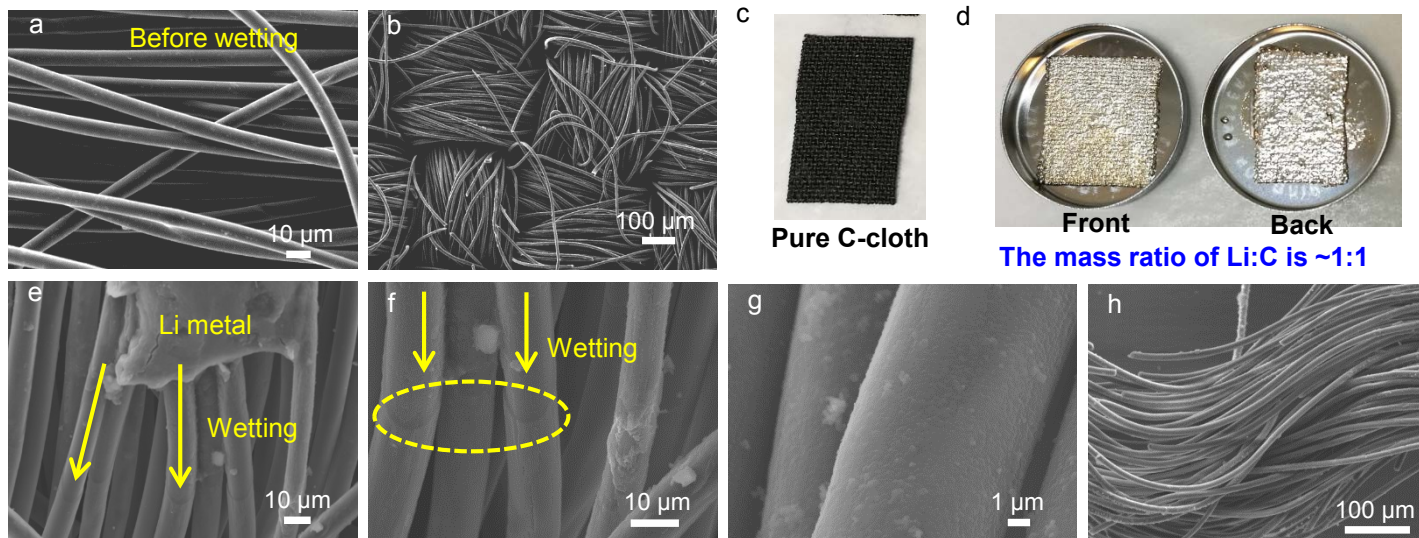 a
Before wetting
10 µm
b
100 µm
c
Pure C-cloth
d
Front
Back
The mass ratio of Li:C is ~1:1
e
Li metal
Wetting
10 µm
f
Wetting
10 µm
g
1 µm
h
100 µm